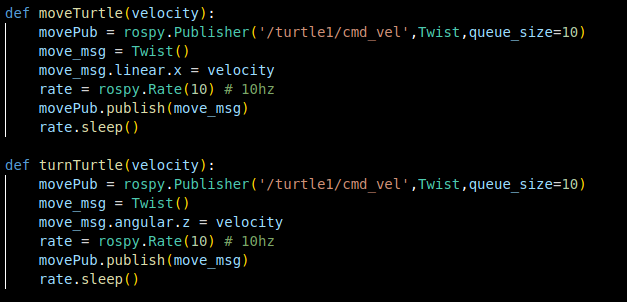 def moveTurtle(velocity):
    movePub = rospy.Publisher('/turtle1/cmd_vel',Twist,queue_size=10)
    move_msg = Twist()
    move_msg.linear.x = velocity
    rate = rospy.Rate(10) # 10hz
    movePub.publish(move_msg)
    rate.sleep()

def turnTurtle(velocity):
    movePub = rospy.Publisher('/turtle1/cmd_vel',Twist,queue_size=10)
    move_msg = Twist()
    move_msg.angular.z = velocity
    rate = rospy.Rate(10) # 10hz
    movePub.publish(move_msg)
    rate.sleep()